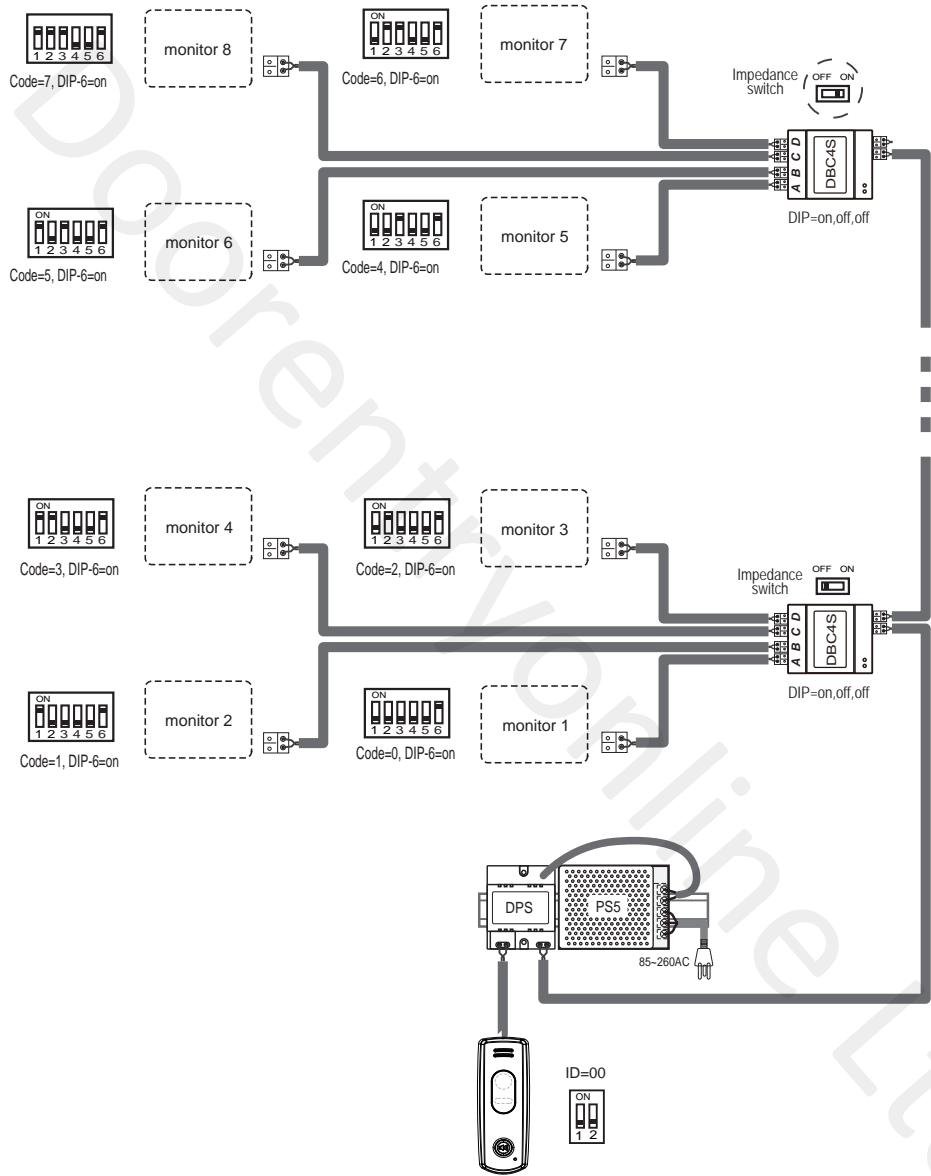 ON
1 2 3 4 5 6
Code=7, DIP-6=on
monitor 8
ON
1 2 3 4 5 6
Code=6, DIP-6=on
monitor 7
Impedance
switch
OFF ON
A B C D
DBC4S
DIP=on,off,off
ON
1 2 3 4 5 6
Code=5, DIP-6=on
monitor 6
ON
1 2 3 4 5 6
Code=4, DIP-6=on
monitor 5
ON
1 2 3 4 5 6
Code=3, DIP-6=on
monitor 4
ON
1 2 3 4 5 6
Code=2, DIP-6=on
monitor 3
Impedance
switch
OFF ON
A B C D
DBC4S
DIP=on,off,off
ON
1 2 3 4 5 6
Code=1, DIP-6=on
monitor 2
ON
1 2 3 4 5 6
Code=0, DIP-6=on
monitor 1
DPS
PS5
85~260AC
ID=00
ON
1 2
Doorentryonline Lt